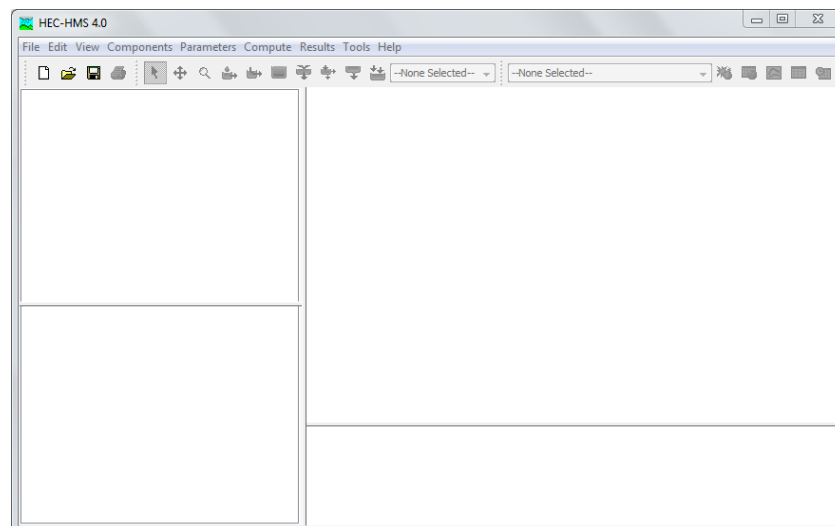 HEC-HMS 4.0
File Edit View Components Parameters Compute Results Tools Help
--None Selected-- --None Selected--